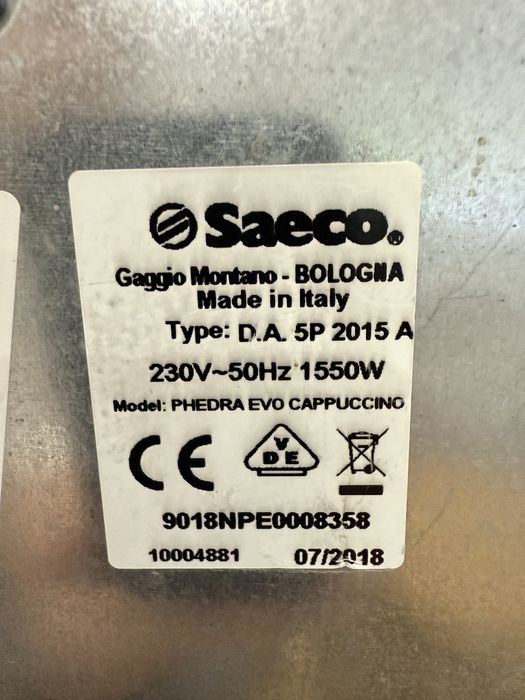 Saeco®
Gaggio Montano - BOLOGNA
Made in Italy
Type: D.A. 5P 2015 A
230V~50Hz 1550W
Model: PHEDRA EVO CAPPUCCINO
CE
VDE
9018NPE0008358
10004881 07/2018